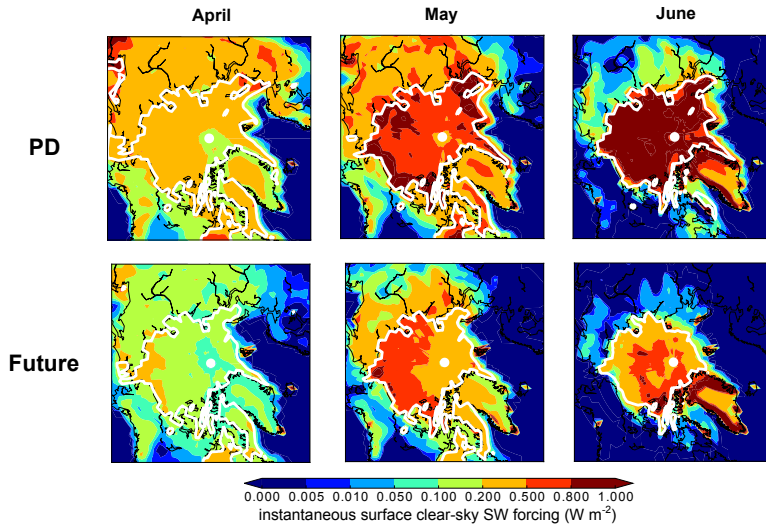 April May June
PD
Future
0.000 0.005 0.010 0.050 0.100 0.200 0.500 0.800 1.000
instantaneous surface clear-sky SW forcing (W m⁻²)